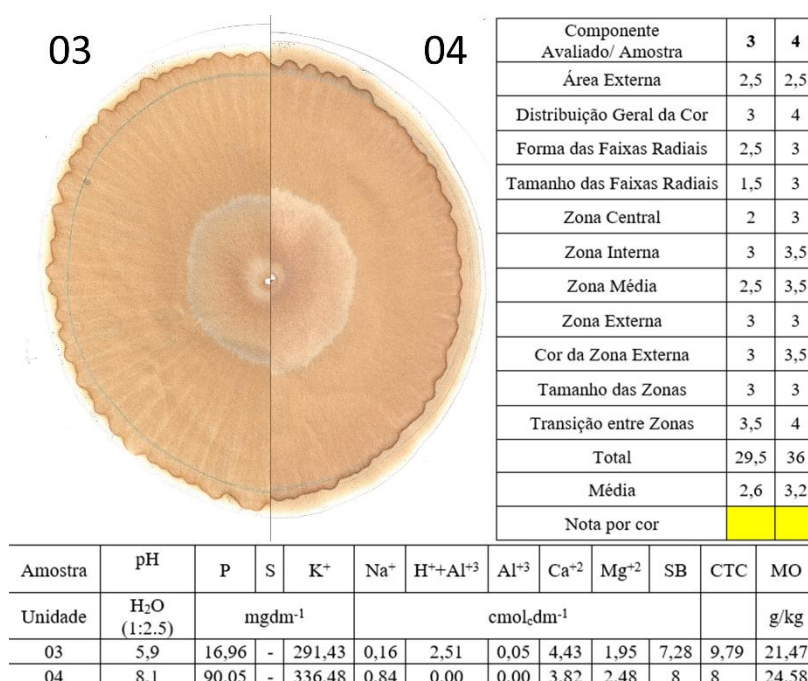 03
04
Componente
Avaliado/ Amostra 3 4
Área Externa 2,5 2,5
Distribuição Geral da Cor 3 4
Forma das Faixas Radiais 2,5 3
Tamanho das Faixas Radiais 1,5 3
Zona Central 2 3
Zona Interna 3 3,5
Zona Média 2,5 3,5
Zona Externa 3 3
Cor da Zona Externa 3 3,5
Tamanho das Zonas 3 3
Transição entre Zonas 3,5 4
Total 29,5 36
Média 2,6 3,2
Nota por cor
Amostra pH P S K⁺ Na⁺ H⁺+Al⁺³ Al⁺³ Ca⁺² Mg⁺² SB CTC MO
Unidade H₂O (1:2.5) mgdm⁻¹ cmolcdm⁻¹ g/kg
03 5,9 16,96 - 291,43 0,16 2,51 0,05 4,43 1,95 7,28 9,79 21,47
04 8,1 90,05 - 336,48 0,84 0,00 0,00 3,82 2,48 8 8 24,58